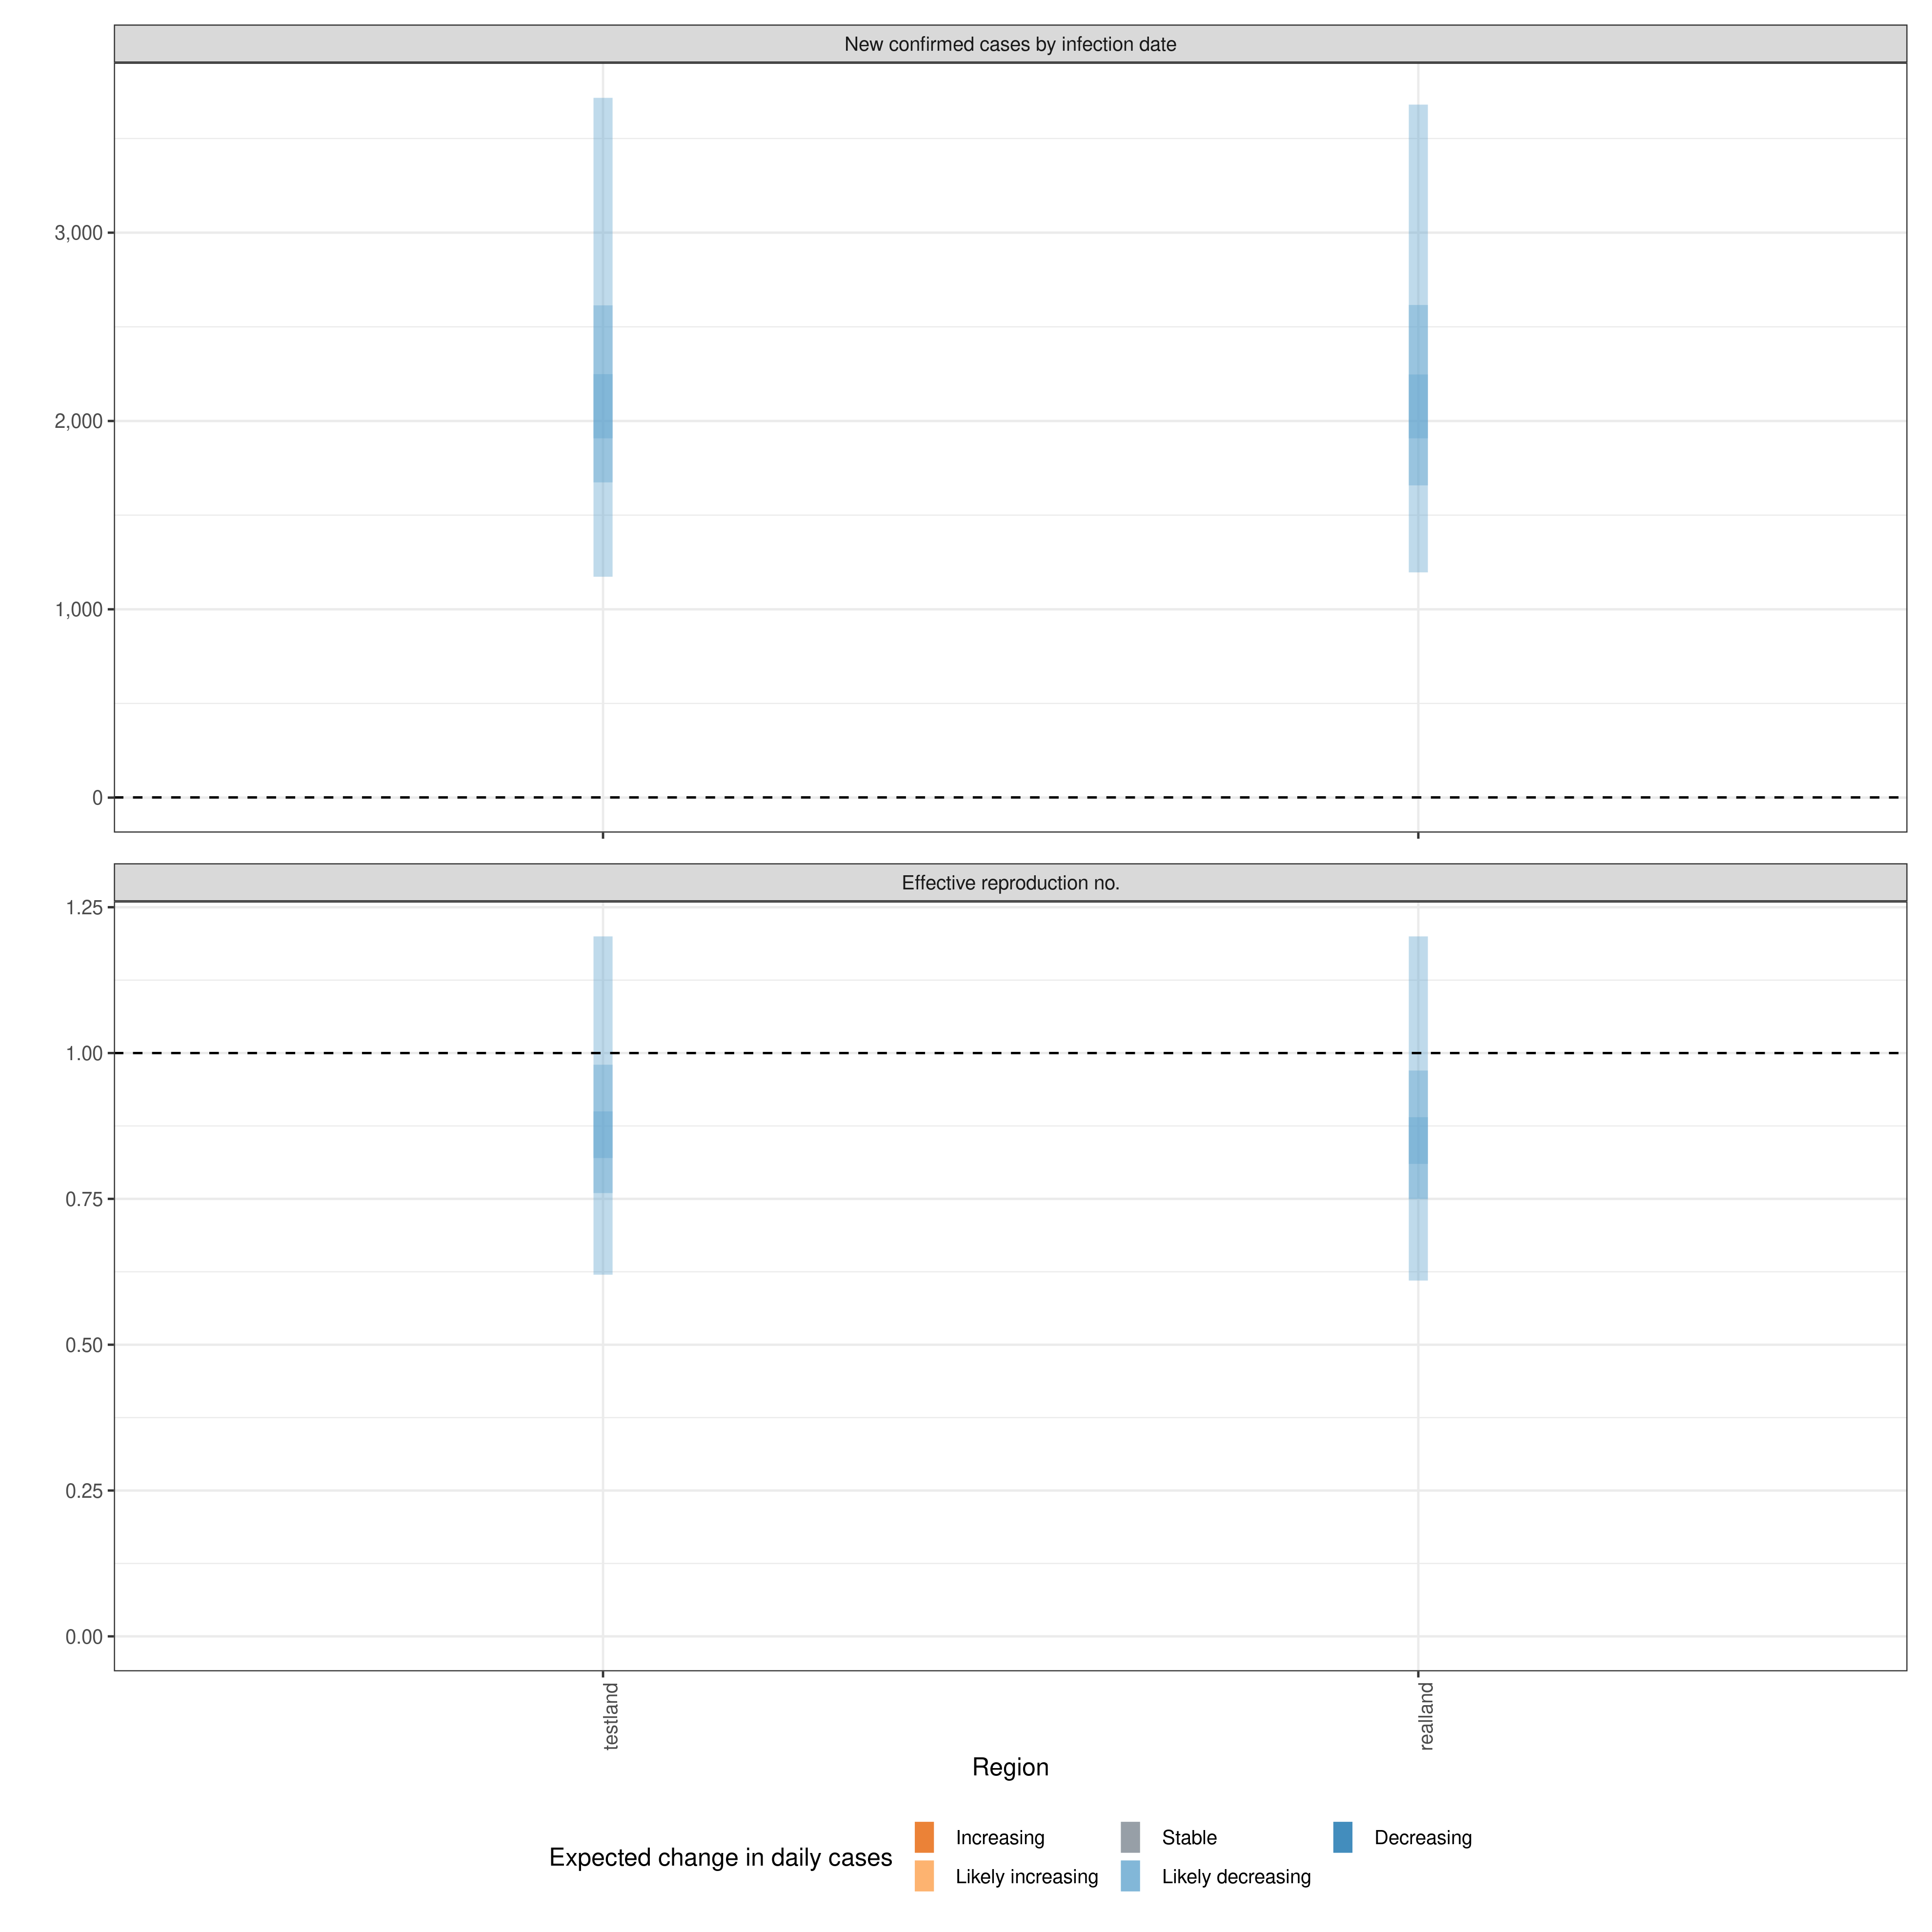 New confirmed cases by infection date
3,000
2,000
1,000
0
Effective reproduction no.
1.25
1.00
0.75
0.50
0.25
0.00
testland
realland
Region
Expected change in daily cases
Increasing
Stable
Decreasing
Likely increasing
Likely decreasing